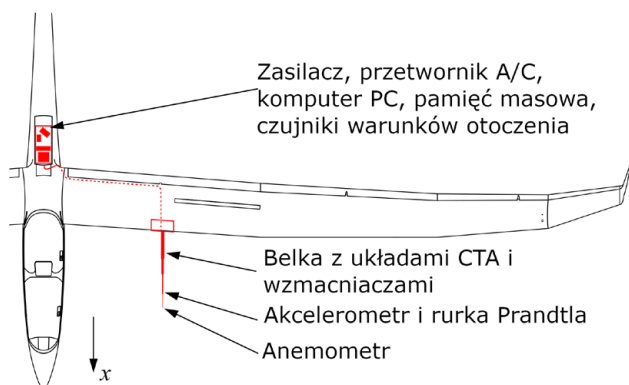 Zasilacz, przetwornik A/C,
komputer PC, pamięć masowa,
czujniki warunków otoczenia
Belka z układami CTA i
wzmacniaczami
Akcelerometr i rurka Prandtla
Anemometr
x